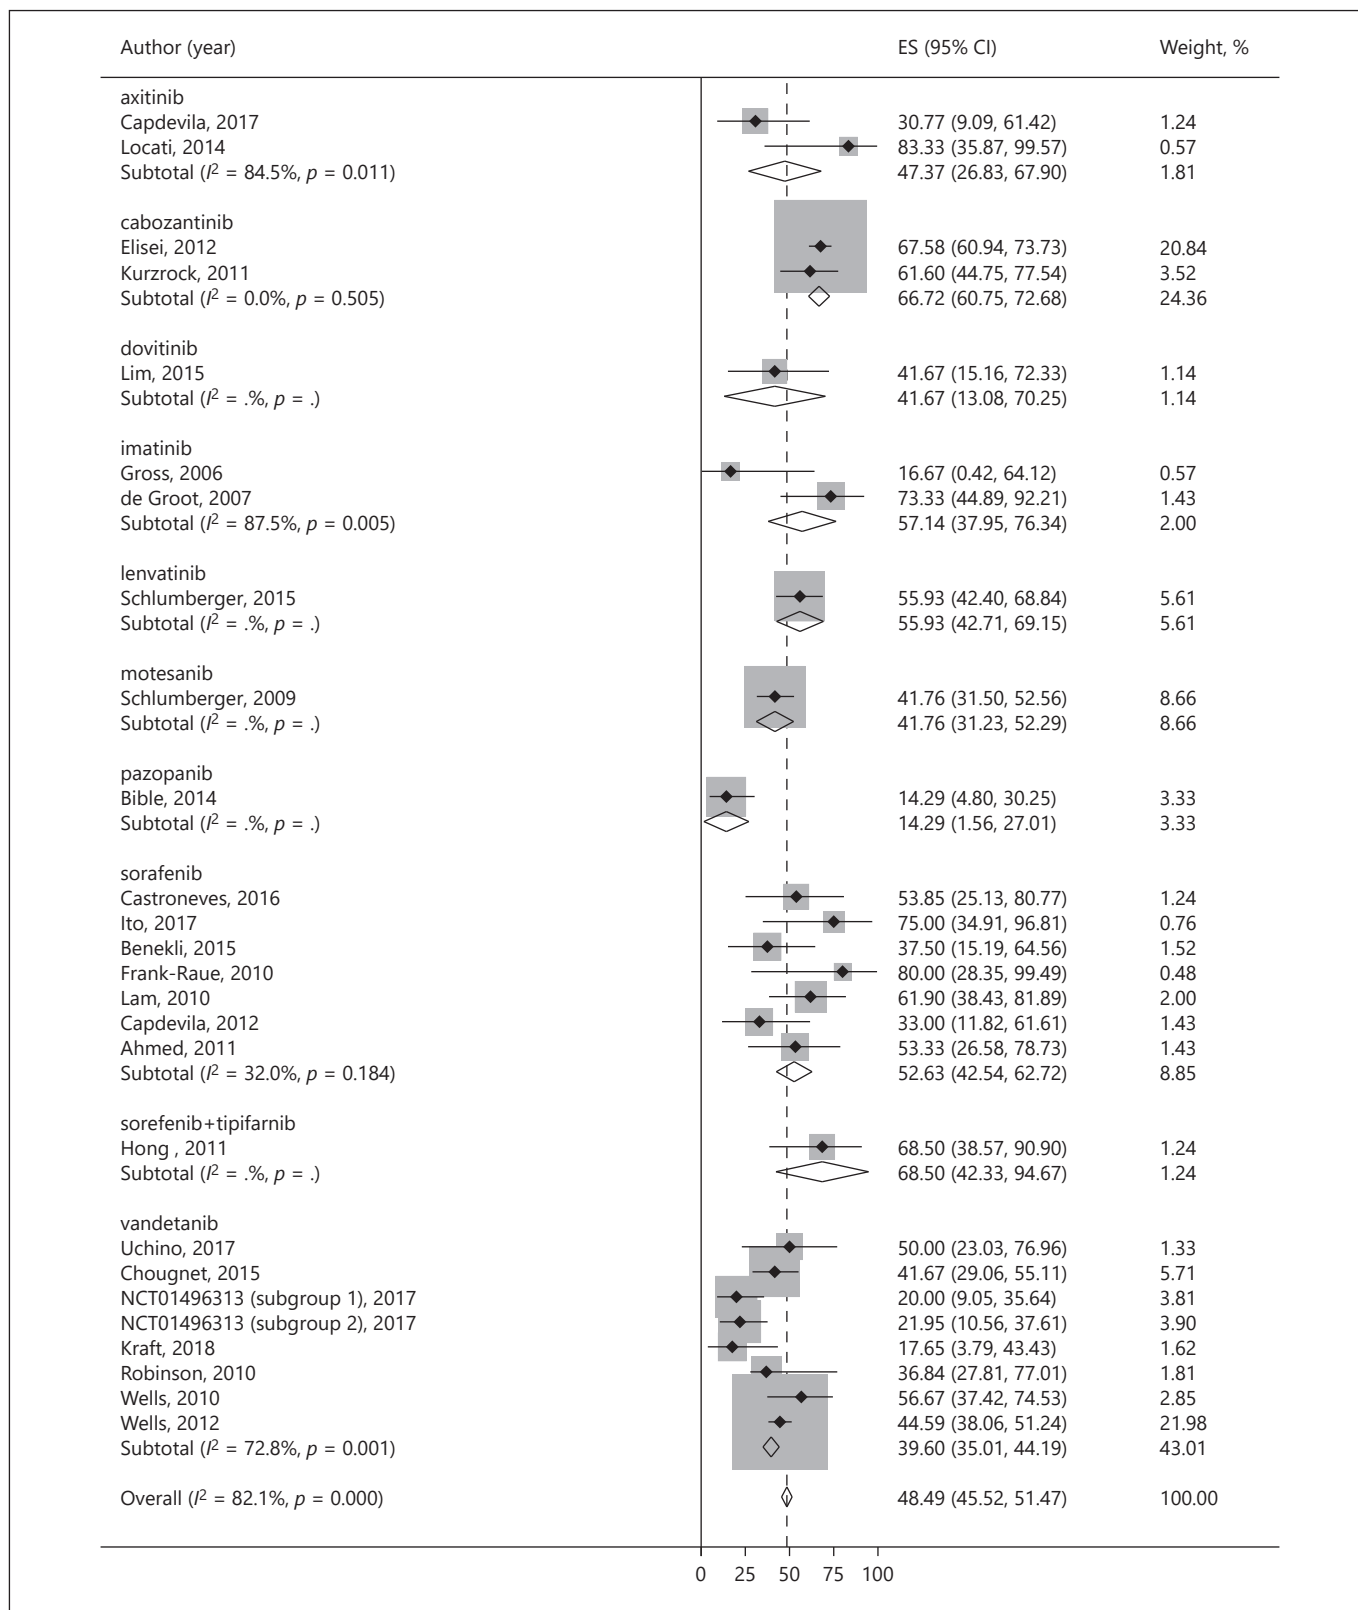 Author (year) ES (95% CI) Weight, %
axitinib
Capdevila, 2017 30.77 (9.09, 61.42) 1.24
Locati, 2014 83.33 (35.87, 99.57) 0.57
Subtotal (I² = 84.5%, p = 0.011) 47.37 (26.83, 67.90) 1.81
cabozantinib
Elisei, 2012 67.58 (60.94, 73.73) 20.84
Kurzrock, 2011 61.60 (44.75, 77.54) 3.52
Subtotal (I² = 0.0%, p = 0.505) 66.72 (60.75, 72.68) 24.36
dovitinib
Lim, 2015 41.67 (15.16, 72.33) 1.14
Subtotal (I² = .%, p = .) 41.67 (13.08, 70.25) 1.14
imatinib
Gross, 2006 16.67 (0.42, 64.12) 0.57
de Groot, 2007 73.33 (44.89, 92.21) 1.43
Subtotal (I² = 87.5%, p = 0.005) 57.14 (37.95, 76.34) 2.00
lenvatinib
Schlumberger, 2015 55.93 (42.40, 68.84) 5.61
Subtotal (I² = .%, p = .) 55.93 (42.71, 69.15) 5.61
motesanib
Schlumberger, 2009 41.76 (31.50, 52.56) 8.66
Subtotal (I² = .%, p = .) 41.76 (31.23, 52.29) 8.66
pazopanib
Bible, 2014 14.29 (4.80, 30.25) 3.33
Subtotal (I² = .%, p = .) 14.29 (1.56, 27.01) 3.33
sorafenib
Castroneves, 2016 53.85 (25.13, 80.77) 1.24
Ito, 2017 75.00 (34.91, 96.81) 0.76
Benekli, 2015 37.50 (15.19, 64.56) 1.52
Frank-Raue, 2010 80.00 (28.35, 99.49) 0.48
Lam, 2010 61.90 (38.43, 81.89) 2.00
Capdevila, 2012 33.00 (11.82, 61.61) 1.43
Ahmed, 2011 53.33 (26.58, 78.73) 1.43
Subtotal (I² = 32.0%, p = 0.184) 52.63 (42.54, 62.72) 8.85
sorefenib+tipifarnib
Hong , 2011 68.50 (38.57, 90.90) 1.24
Subtotal (I² = .%, p = .) 68.50 (42.33, 94.67) 1.24
vandetanib
Uchino, 2017 50.00 (23.03, 76.96) 1.33
Chougnet, 2015 41.67 (29.06, 55.11) 5.71
NCT01496313 (subgroup 1), 2017 20.00 (9.05, 35.64) 3.81
NCT01496313 (subgroup 2), 2017 21.95 (10.56, 37.61) 3.90
Kraft, 2018 17.65 (3.79, 43.43) 1.62
Robinson, 2010 36.84 (27.81, 77.01) 1.81
Wells, 2010 56.67 (37.42, 74.53) 2.85
Wells, 2012 44.59 (38.06, 51.24) 21.98
Subtotal (I² = 72.8%, p = 0.001) 39.60 (35.01, 44.19) 43.01
Overall (I² = 82.1%, p = 0.000) 48.49 (45.52, 51.47) 100.00
0 25 50 75 100